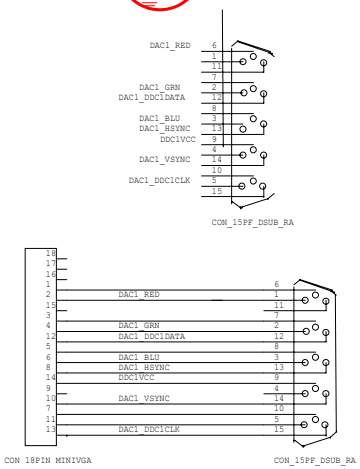 DAC1_RED 6
1
11
7
DAC1_GRN 2
DAC1_DDC1DATA 12
8
DAC1_BLU 3
DAC1_HSYNC 13
DDC1VCC 9
4
DAC1_VSYNC 14
10
DAC1_DDC1CLK 5
15
CON_15PF_DSUB_RA
18
17
16
1 6
2 DAC1_RED 1
15 11
3 7
4 DAC1_GRN 2
12 DAC1_DDC1DATA 12
5 8
6 DAC1_BLU 3
8 DAC1_HSYNC 13
14 DDC1VCC 9
9 4
10 DAC1_VSYNC 14
7 10
11 5
13 DAC1_DDC1CLK 15
CON_18PIN_MINIVGA CON_15PF_DSUB_RA